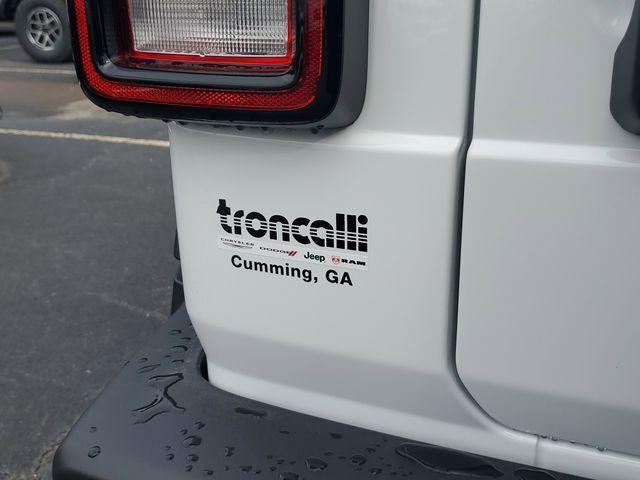 troncalli
CHRYSLER DODGE Jeep RAM
Cumming, GA